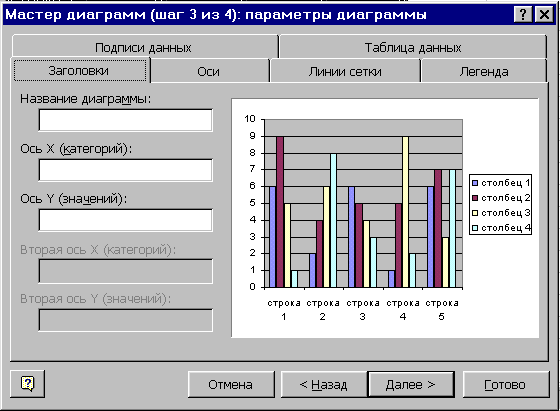 Мастер диаграмм (шаг 3 из 4): параметры диаграммы
Подписи данных Таблица данных
Заголовки Оси Линии сетки Легенда
Название диаграммы:
Ось X (категорий):
Ось Y (значений):
Вторая ось X (категорий):
Вторая ось Y (значений):
10
9
8
7
6
5
4
3
2
1
0
строка 1
строка 2
строка 3
строка 4
строка 5
столбец 1
столбец 2
столбец 3
столбец 4
? Отмена < Назад Далее > Готово